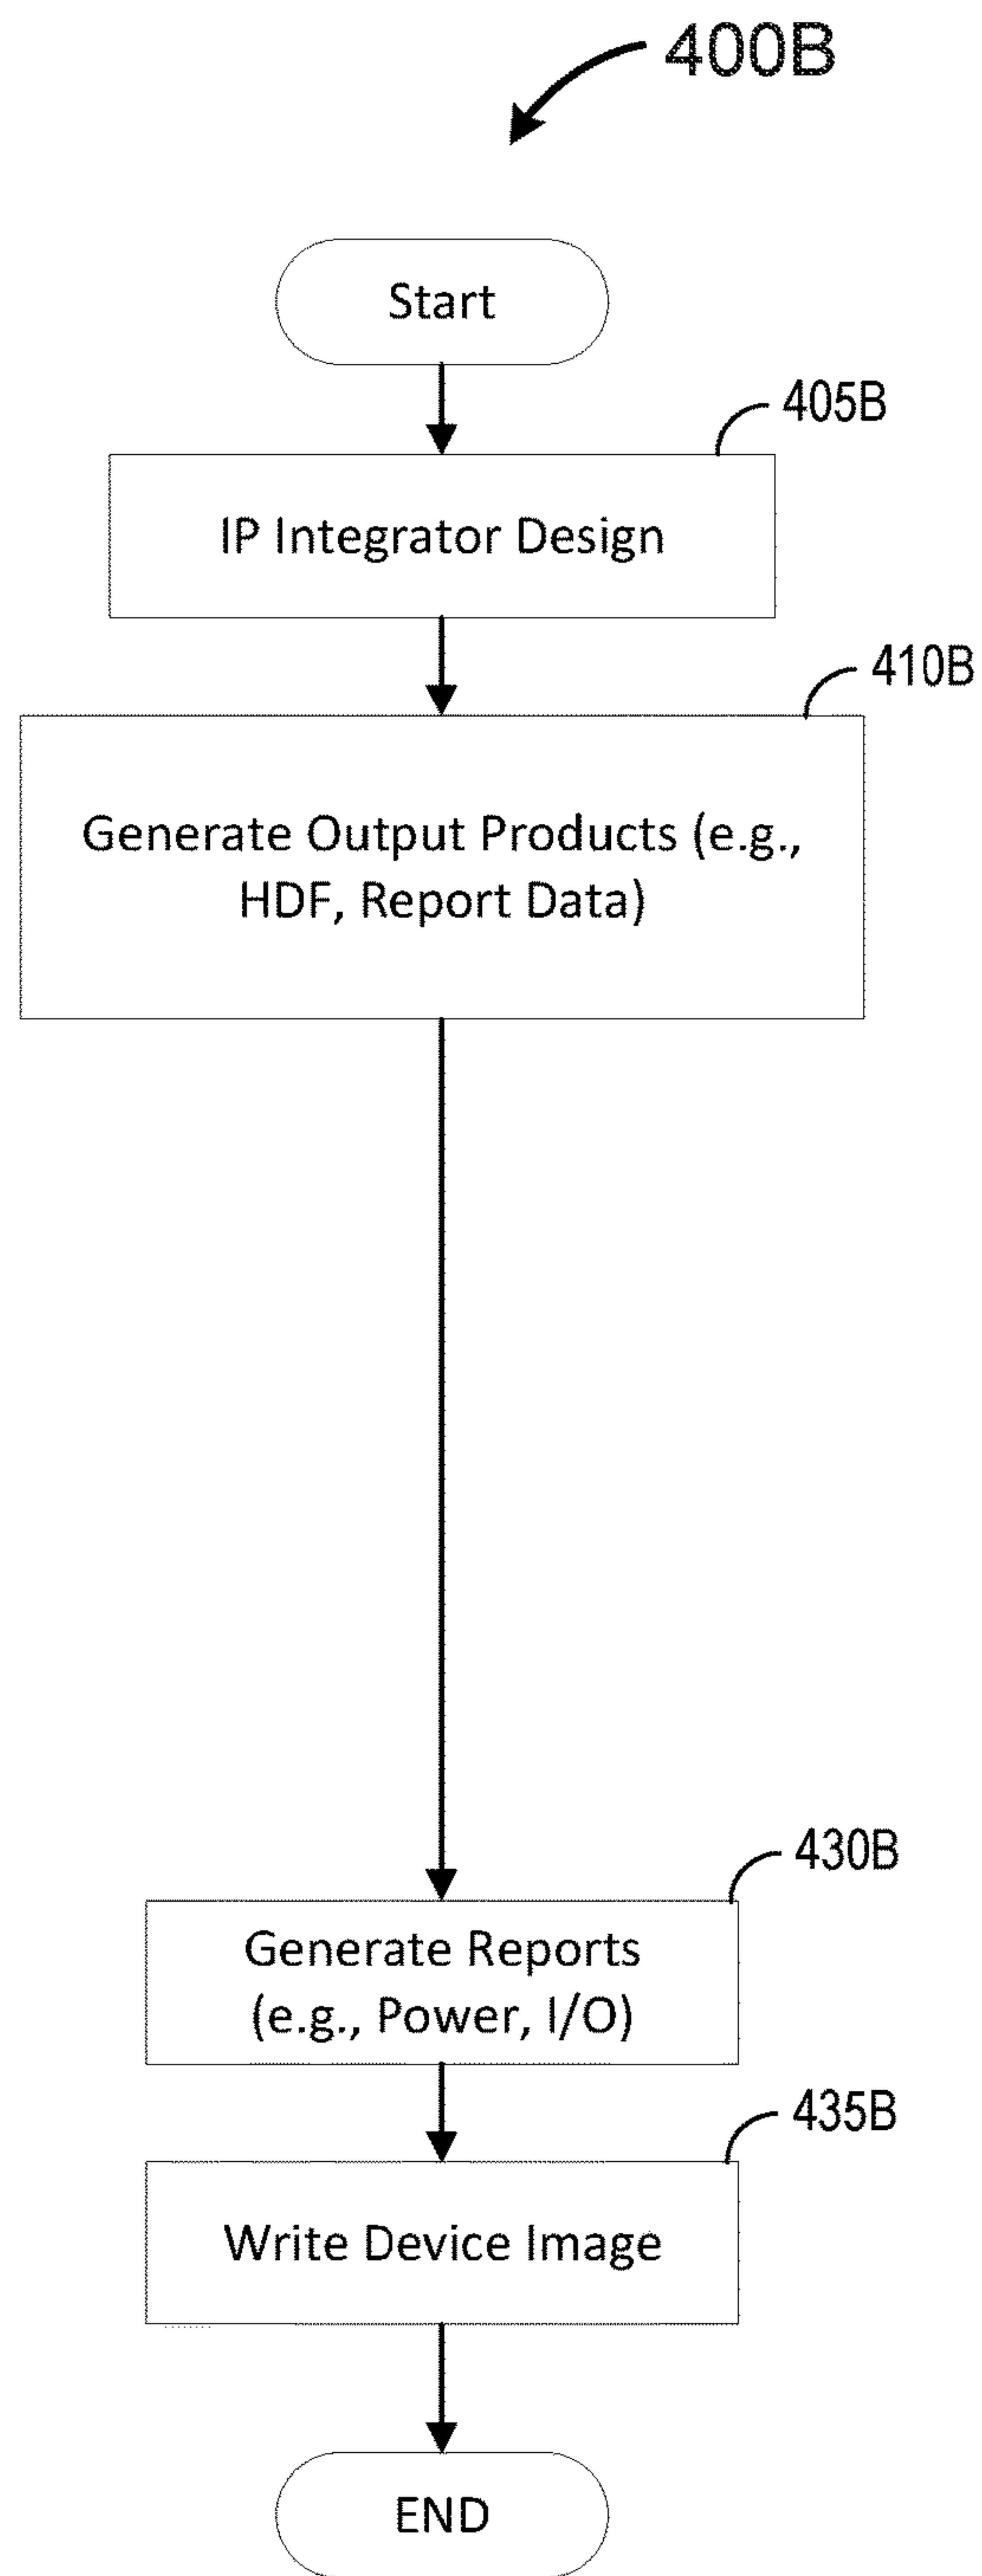 400B
Start
405B
IP Integrator Design
410B
Generate Output Products (e.g.,
HDF, Report Data)
430B
Generate Reports
(e.g., Power, I/O)
435B
Write Device Image
END